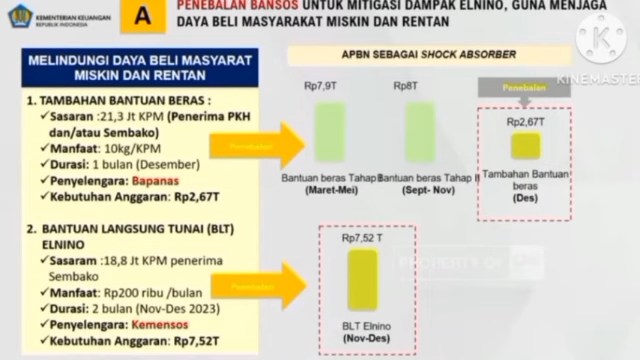 KEMENTERIAN KEUANGAN
REPUBLIK INDONESIA
A
PENEBALAN BANSOS UNTUK MITIGASI DAMPAK ELNINO, GUNA MENJAGA
DAYA BELI MASYARAKAT MISKIN DAN RENTAN
KINEMASTER
MELINDUNGI DAYA BELI MASYARAT
MISKIN DAN RENTAN
1. TAMBAHAN BANTUAN BERAS :
✓Sasaran :21,3 Jt KPM (Penerima PKH
dan/atau Sembako)
✓Manfaat: 10kg/KPM
✓Durasi: 1 bulan (Desember)
✓Penyelengara: Bapanas
✓Kebutuhan Anggaran: Rp2,67T
2. BANTUAN LANGSUNG TUNAI (BLT)
ELNINO
✓Sasaram :18,8 Jt KPM penerima
Sembako
✓Manfaat: Rp200 ribu /bulan
✓Durasi: 2 bulan (Nov-Des 2023)
✓Penyelengara: Kemensos
✓Kebutuhan Anggaran: Rp7,52T
Penebalan
Penebalan
APBN SEBAGAI SHOCK ABSORBER
Rp7,9T
Rp8T
Penebalan
Rp2,67T
Bantuan beras Tahap I
(Maret-Mei)
Bantuan beras Tahap II
(Sept- Nov)
Tambahan Bantuan
beras
(Des)
Rp7,52 T
BLT Elnino
(Nov-Des)
PROPERTY OF